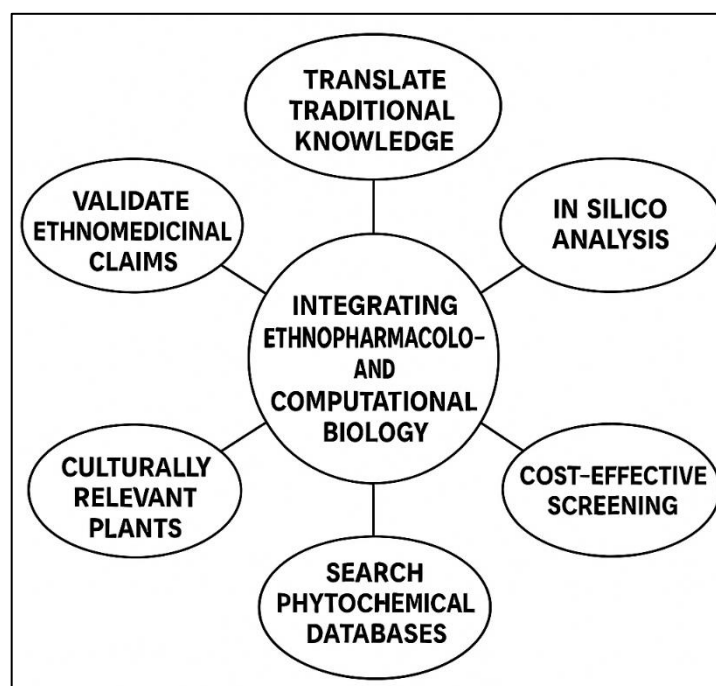 TRANSLATE
TRADITIONAL
KNOWLEDGE
VALIDATE
ETHNOMEDICINAL
CLAIMS
IN SILICO
ANALYSIS
INTEGRATING
ETHNOPHARMACOLO-
AND
COMPUTATIONAL
BIOLOGY
CULTURALLY
RELEVANT
PLANTS
COST-EFFECTIVE
SCREENING
SEARCH
PHYTOCHEMICAL
DATABASES